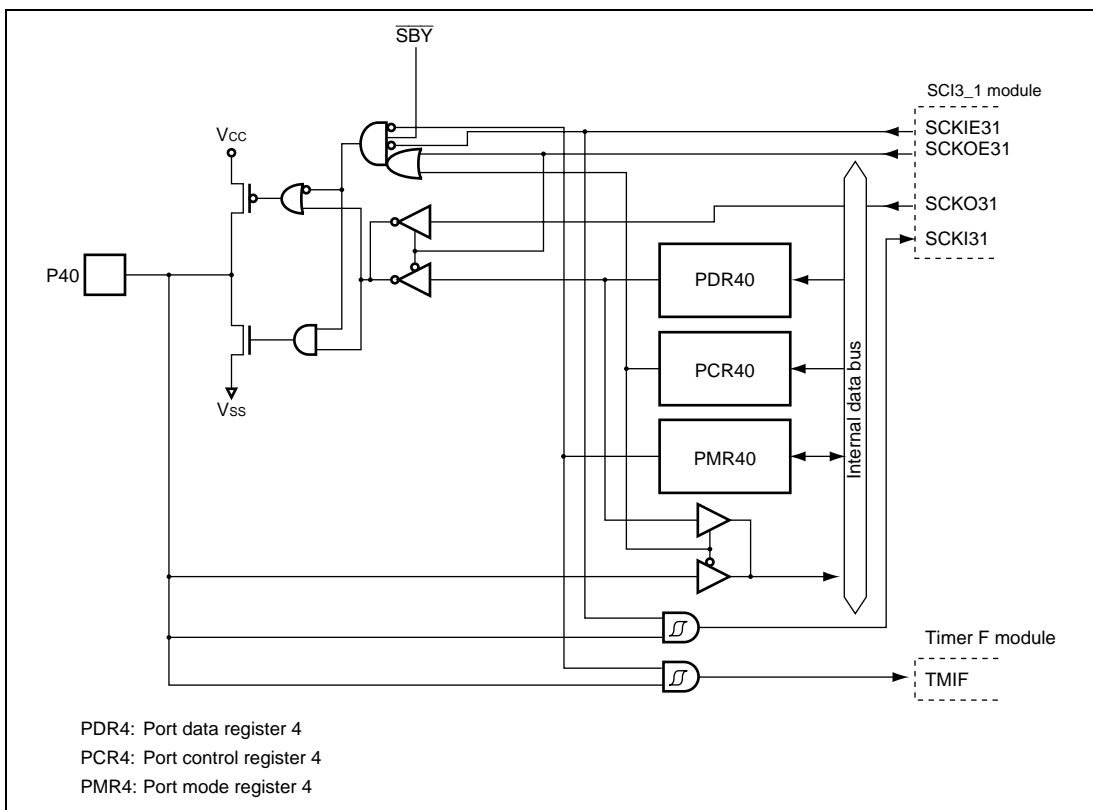 SBY
SCI3_1 module
VCC
SCKIE31
SCKOE31
SCKO31
SCKI31
P40
PDR40
PCR40
VSS
PMR40
Internal data bus
Timer F module
TMIF
PDR4: Port data register 4
PCR4: Port control register 4
PMR4: Port mode register 4